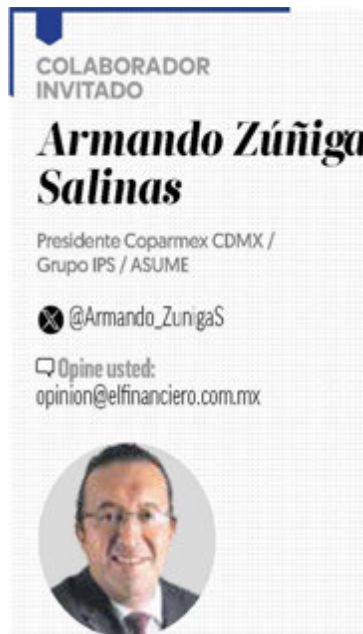 COLABORADOR
INVITADO
Armando Zúñiga
Salinas
Presidente Coparmex CDMX /
Grupo IPS / ASUME
@Armando_ZunigaS
Opine usted:
opinion@elfinanciero.com.mx